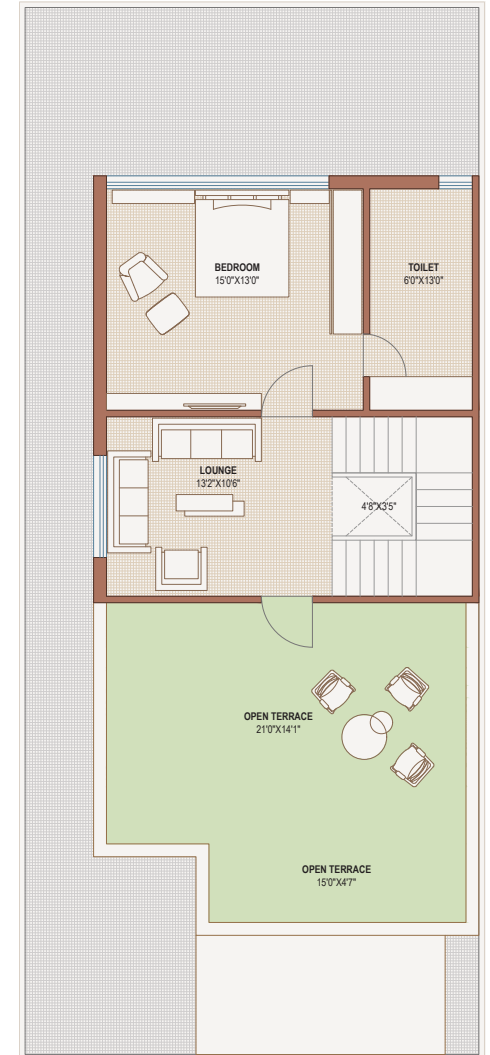 BEDROOM
15'0"X13'0"
TOILET
6'0"X13'0"
LOUNGE
13'2"X10'6"
4'8"X3'5"
OPEN TERRACE
21'0"X14'1"
OPEN TERRACE
15'0"X4'7"